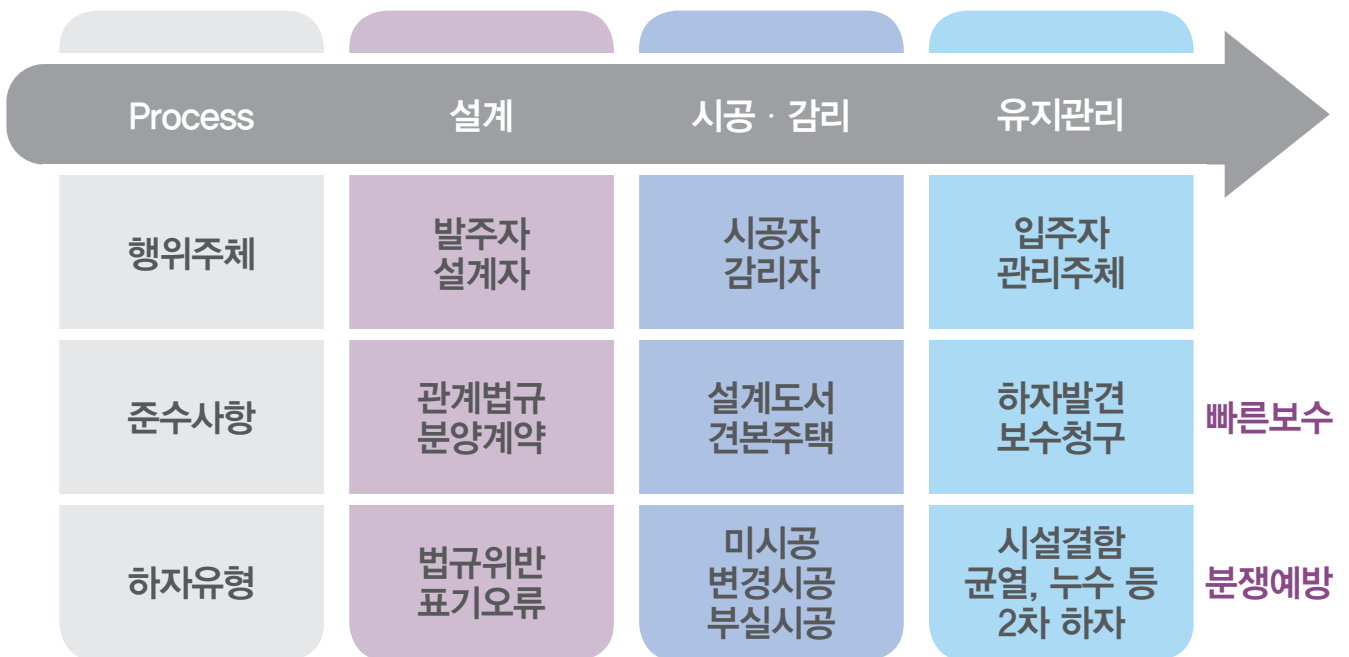 Process 설계 시공 · 감리 유지관리
행위주체
발주자
설계자
시공자
감리자
입주자
관리주체
준수사항
관계법규
분양계약
설계도서
견본주택
하자발견
보수청구
빠른보수
하자유형
법규위반
표기오류
미시공
변경시공
부실시공
시설결함
균열, 누수 등
2차 하자
분쟁예방